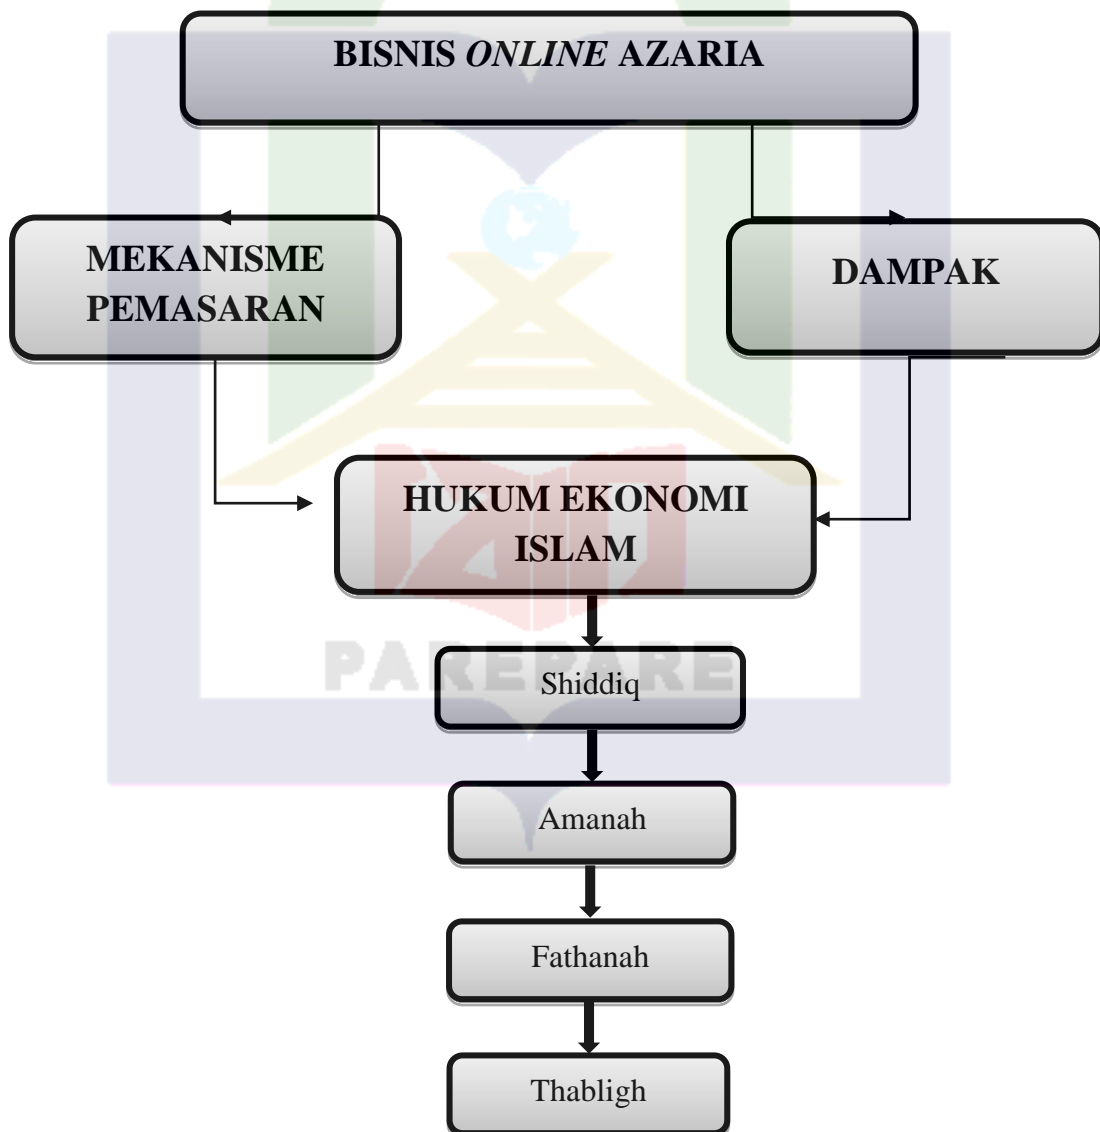 BISNIS ONLINE AZARIA
MEKANISME
PEMASARAN
DAMPAK
HUKUM EKONOMI
ISLAM
PAREPARE
Shiddiq
Amanah
Fathanah
Thabligh